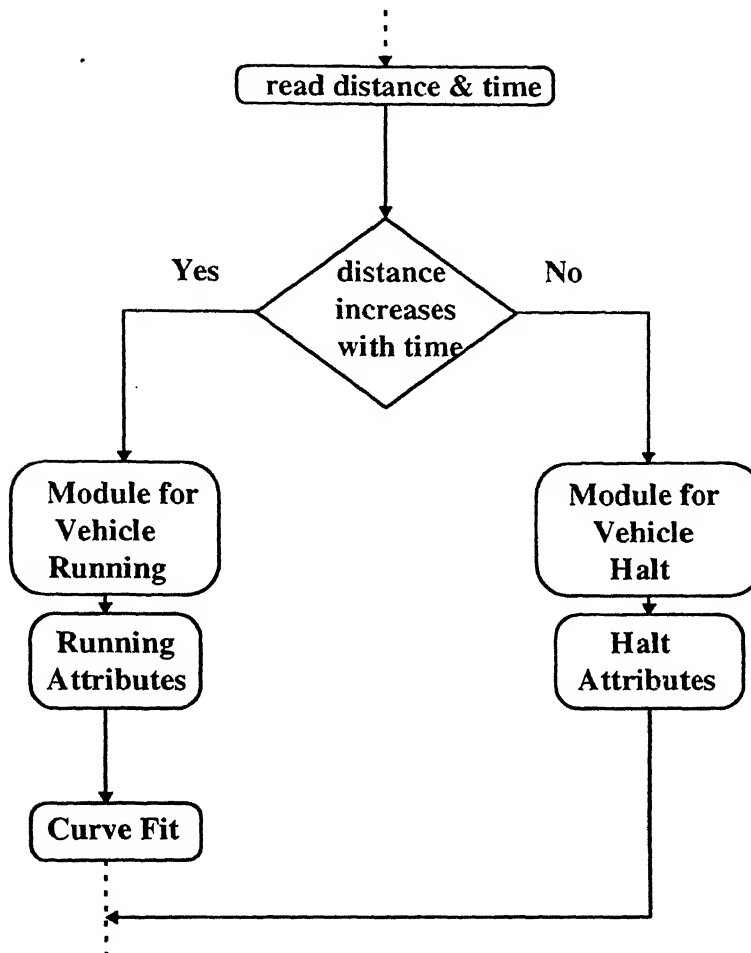 read distance & time
Yes
distance
increases
with time
No
Module for
Vehicle
Running
Module for
Vehicle
Halt
Running
Attributes
Halt
Attributes
Curve Fit